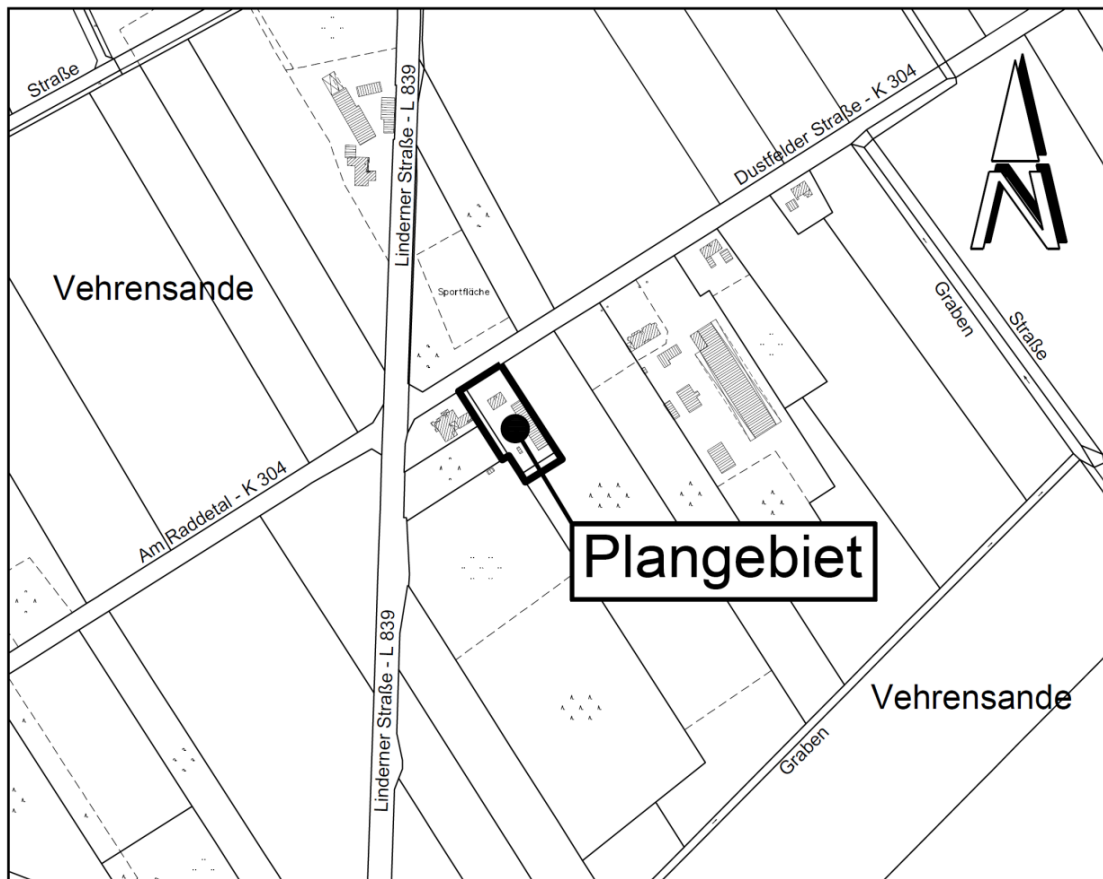 Straße
Linderner Straße - L 839
Dustfelder Straße - K 304
N
Vehrensande
Sportfläche
Graben
Straße
Am Raddetal - K 304
Plangebiet
Linderner Straße - L 839
Vehrensande
Graben